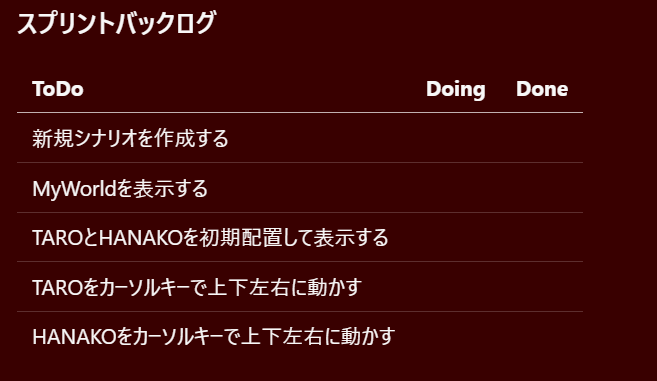 スプリントバックログ
ToDo Doing Done
新規シナリオを作成する
MyWorldを表示する
TAROとHANAKOを初期配置して表示する
TAROをカーソルキーで上下左右に動かす
HANAKOをカーソルキーで上下左右に動かす